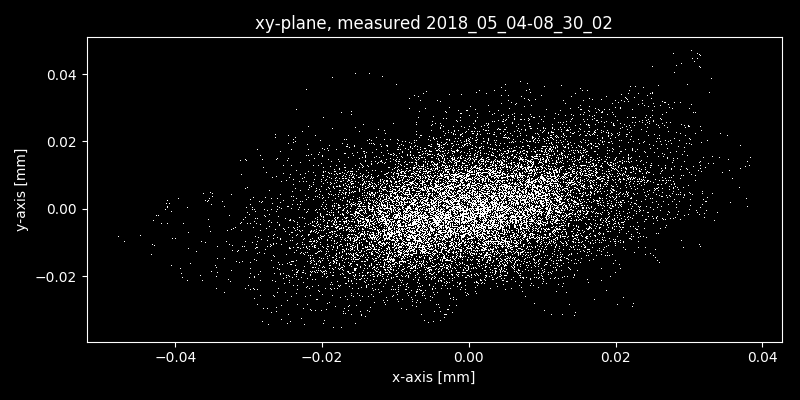 xy-plane, measured 2018_05_04-08_30_02
0.04
0.02
0.00
−0.02
y-axis [mm]
−0.04 −0.02 0.00 0.02 0.04
x-axis [mm]